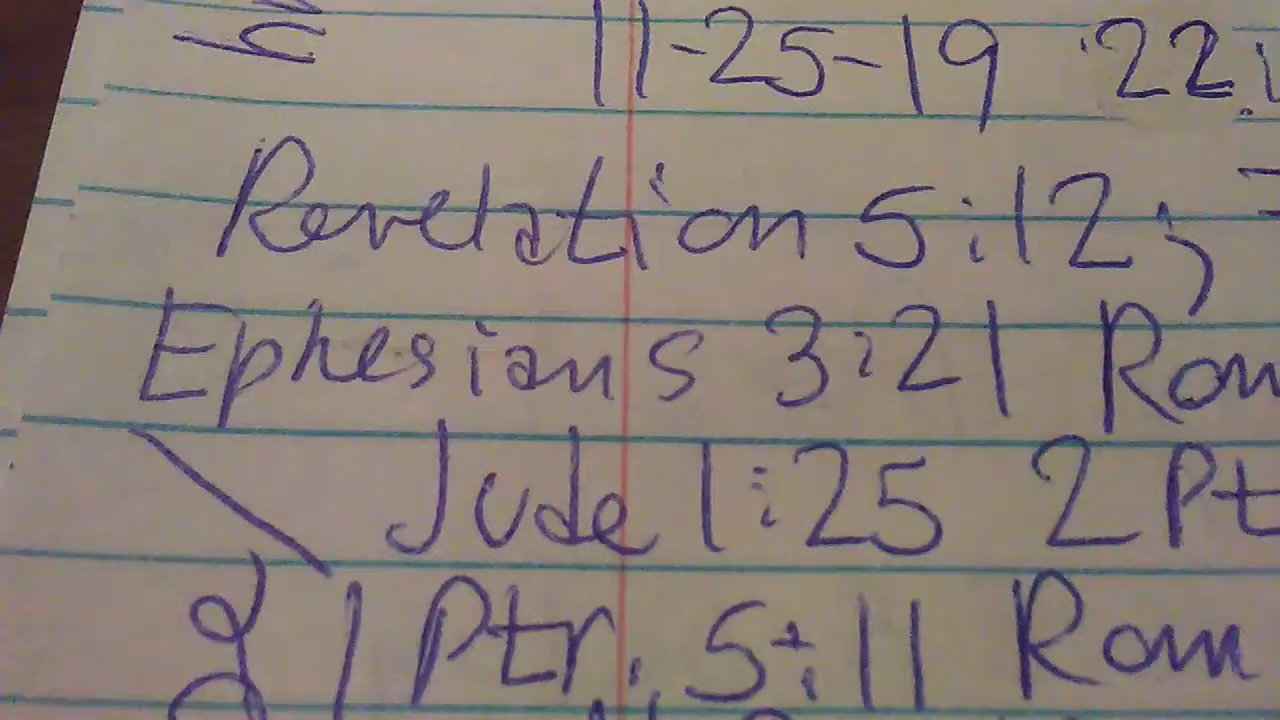 11-25-19 22
Revelation 5:12;
Ephesians 3:21 Rom
Jude 1:25 2 Pt
1 Ptr. 5:11 Rom